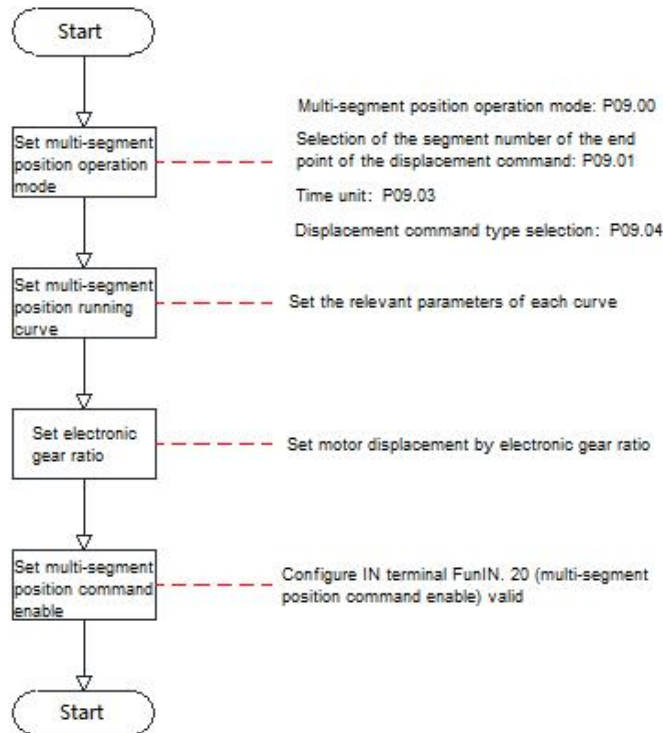 Start
Set multi-segment
position operation
mode
Multi-segment position operation mode: P09.00
Selection of the segment number of the end
point of the displacement command: P09.01
Time unit: P09.03
Displacement command type selection: P09.04
Set multi-segment
position running
curve
Set the relevant parameters of each curve
Set electronic
gear ratio
Set motor displacement by electronic gear ratio
Set multi-segment
position command
enable
Configure IN terminal FunIN. 20 (multi-segment
position command enable) valid
Start